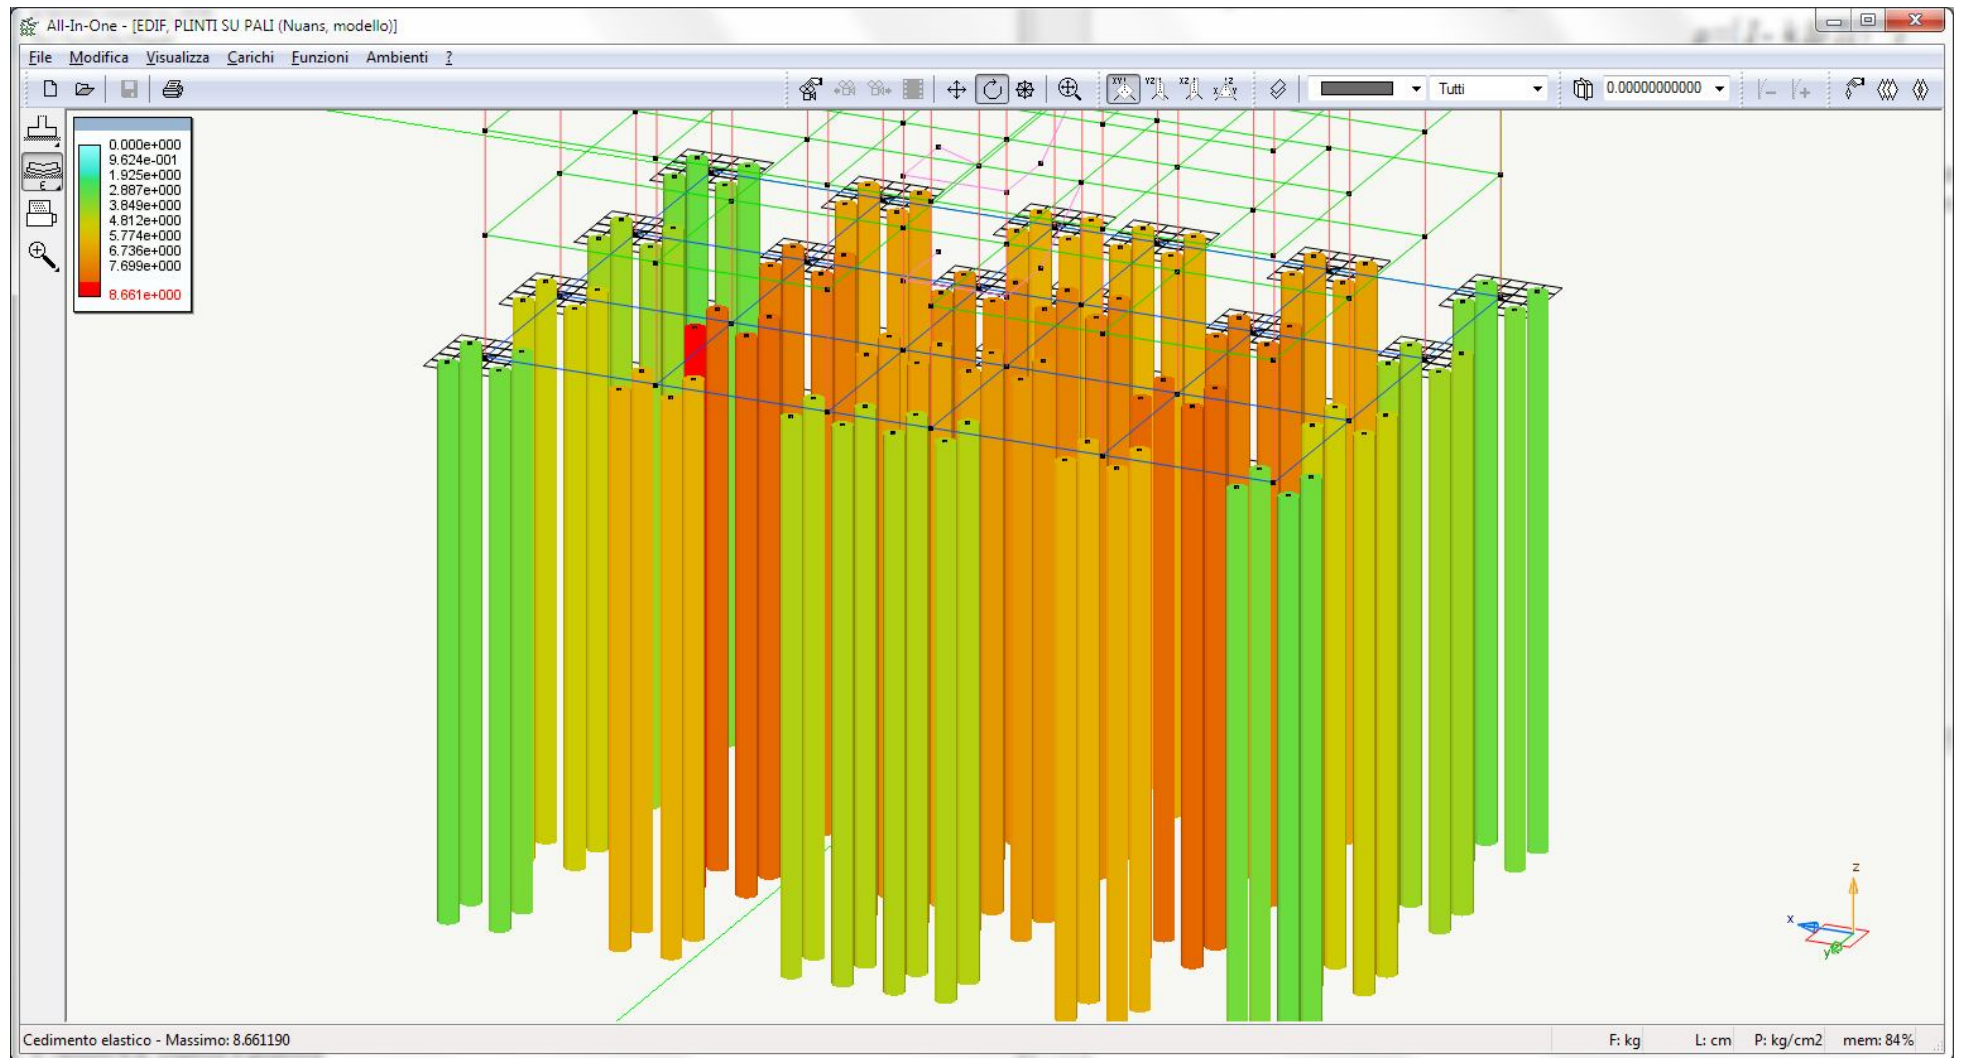 All-In-One - [EDIF, PLINTI SU PALI (Nuans, modello)]
File Modifica Visualizza Carichi Funzioni Ambienti ?
XY YZ XZ Z X Y Tutti 0.00000000000
0.000e+000
9.624e-001
1.925e+000
2.887e+000
3.849e+000
4.812e+000
5.774e+000
6.736e+000
7.699e+000
8.661e+000
E
z
x
y
Cedimento elastico - Massimo: 8.661190 F: kg L: cm P: kg/cm2 mem: 84%